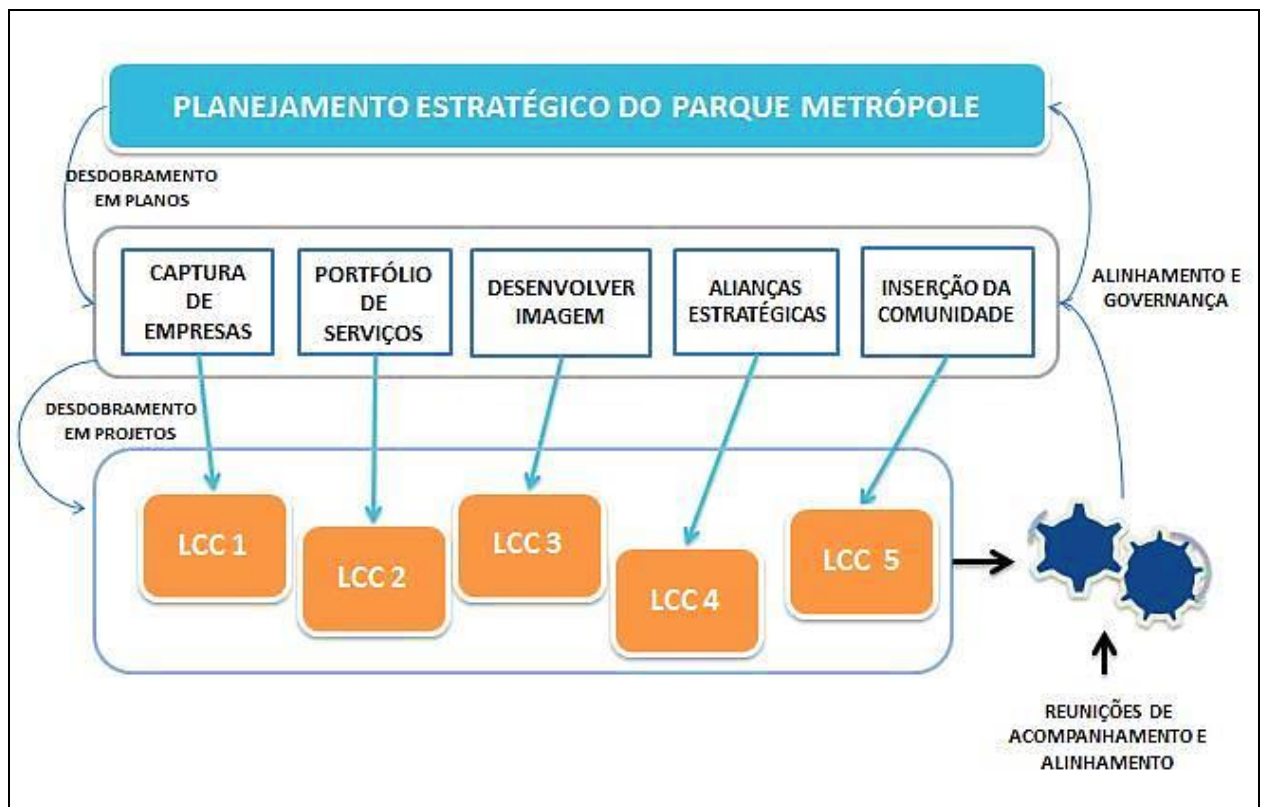 PLANEJAMENTO ESTRATÉGICO DO PARQUE METRÓPOLE
DESDOBRAMENTO
EM PLANOS
CAPTURA
DE
EMPRESAS
PORTFÓLIO
DE
SERVIÇOS
DESENVOLVER
IMAGEM
ALIANÇAS
ESTRATÉGICAS
INSERÇÃO DA
COMUNIDADE
ALINHAMENTO E
GOVERNANÇA
DESDOBRAMENTO
EM PROJETOS
LCC 1
LCC 2
LCC 3
LCC 4
LCC 5
REUNIÇÕES DE
ACOMPANHAMENTO E
ALINHAMENTO